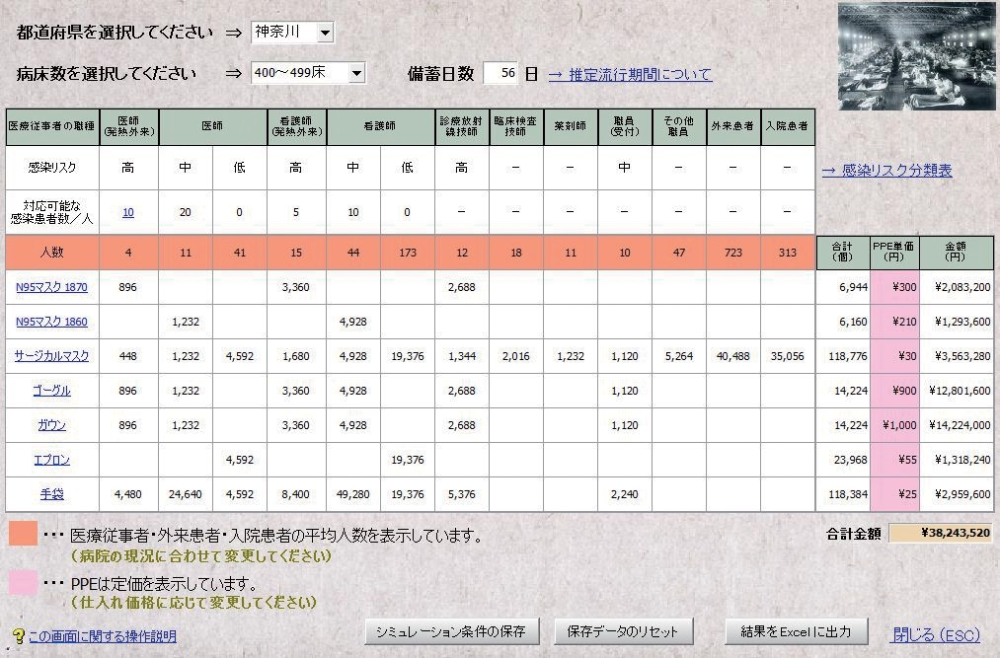 都道府県を選択してください ⇒ 神奈川
病床数を選択してください ⇒ 400～499床 備蓄日数 56 日 → 推定流行期間について
医療従事者の職種 医師(発熱外来) 医師 看護師(発熱外来) 看護師 診療放射線技師 臨床検査技師 薬剤師 職員(受付) その他職員 外来患者 入院患者
感染リスク 高 中 低 高 中 低 高 － － 中 － － － → 感染リスク分類表
対応可能な感染患者数／人 10 20 0 5 10 0 － － － － － － －
人数 4 11 41 15 44 173 12 18 11 10 47 723 313 合計(個) PPE単価(円) 金額(円)
N95マスク 1870 896 3,360 2,688 6,944 ¥300 ¥2,083,200
N95マスク 1860 1,232 4,928 6,160 ¥210 ¥1,293,600
サージカルマスク 448 1,232 4,592 1,680 4,928 19,376 1,344 2,016 1,232 1,120 5,264 40,488 35,056 118,776 ¥30 ¥3,563,280
ゴーグル 896 1,232 3,360 4,928 2,688 1,120 14,224 ¥900 ¥12,801,600
ガウン 896 1,232 3,360 4,928 2,688 1,120 14,224 ¥1,000 ¥14,224,000
エプロン 4,592 19,376 23,968 ¥55 ¥1,318,240
手袋 4,480 24,640 4,592 8,400 49,280 19,376 5,376 2,240 118,384 ¥25 ¥2,959,600
･･･ 医療従事者･外来患者･入院患者の平均人数を表示しています。 合計金額 ¥38,243,520
（病院の現況に合わせて変更してください）
･･･ PPEは定価を表示しています。
（仕入れ価格に応じて変更してください）
この画面に関する操作説明 シミュレーション条件の保存 保存データのリセット 結果をExcelに出力 閉じる（ESC）